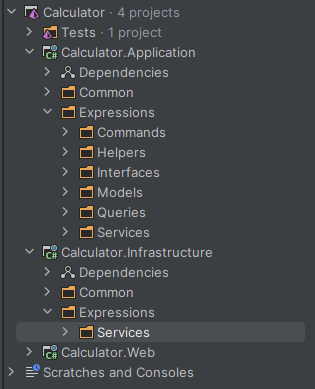 Calculator · 4 projects
Tests · 1 project
Calculator.Application
Dependencies
Common
Expressions
Commands
Helpers
Interfaces
Models
Queries
Services
Calculator.Infrastructure
Dependencies
Common
Expressions
Services
Calculator.Web
Scratches and Consoles